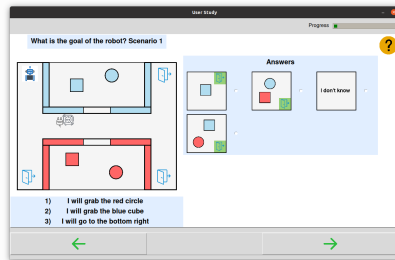 User Study
Progress
What is the goal of the robot? Scenario 1
?
Answers
I don't know
1) I will grab the red circle
2) I will grab the blue cube
3) I will go to the bottom right